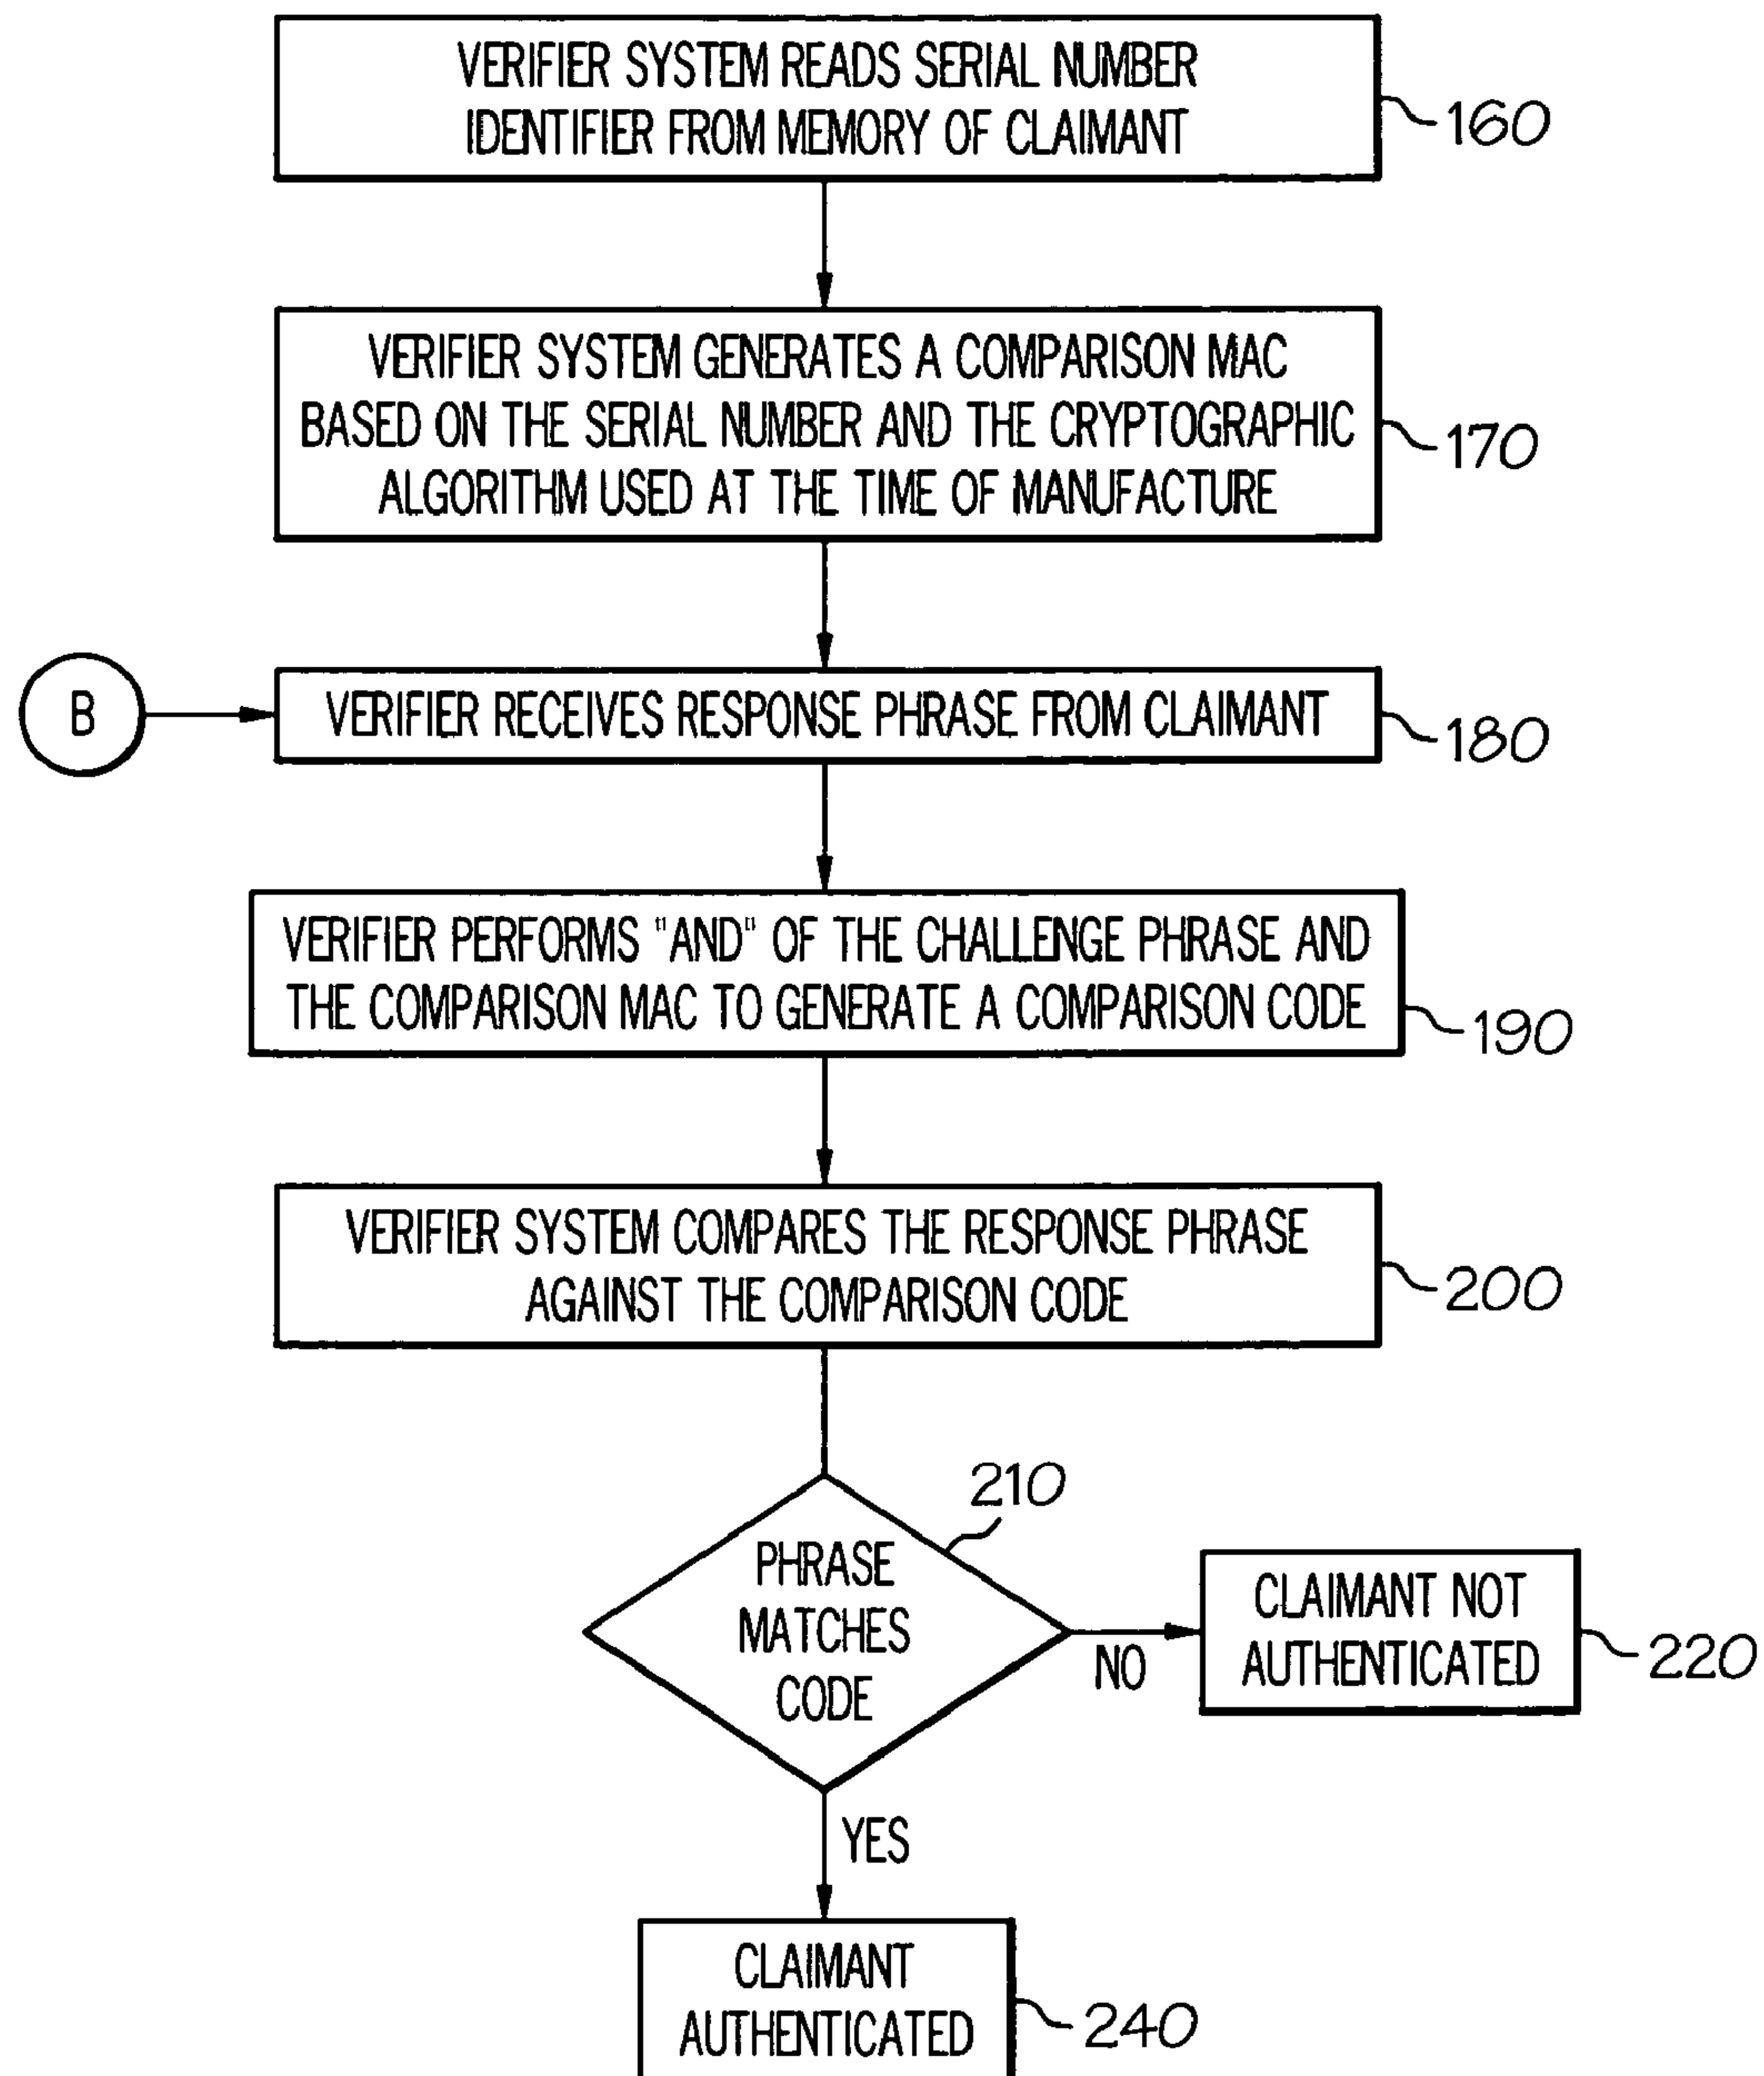 VERIFIER SYSTEM READS SERIAL NUMBER
IDENTIFIER FROM MEMORY OF CLAIMANT
160
VERIFIER SYSTEM GENERATES A COMPARISON MAC
BASED ON THE SERIAL NUMBER AND THE CRYPTOGRAPHIC
ALGORITHM USED AT THE TIME OF MANUFACTURE
170
B
VERIFIER RECEIVES RESPONSE PHRASE FROM CLAIMANT
180
VERIFIER PERFORMS "AND" OF THE CHALLENGE PHRASE AND
THE COMPARISON MAC TO GENERATE A COMPARISON CODE
190
VERIFIER SYSTEM COMPARES THE RESPONSE PHRASE
AGAINST THE COMPARISON CODE
200
210
PHRASE
MATCHES
CODE
NO
CLAIMANT NOT
AUTHENTICATED
220
YES
CLAIMANT
AUTHENTICATED
240